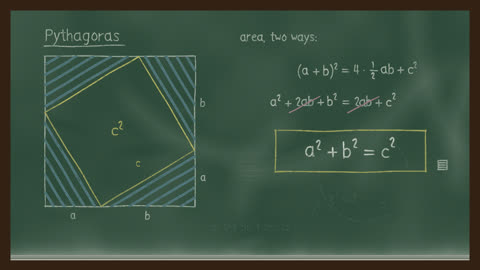 Pythagoras
area, two ways:
(a + b)² = 4 · ½ ab + c²
a² + 2ab + b² = 2ab + c²
a² + b² = c²
c²
c
b
a
a b